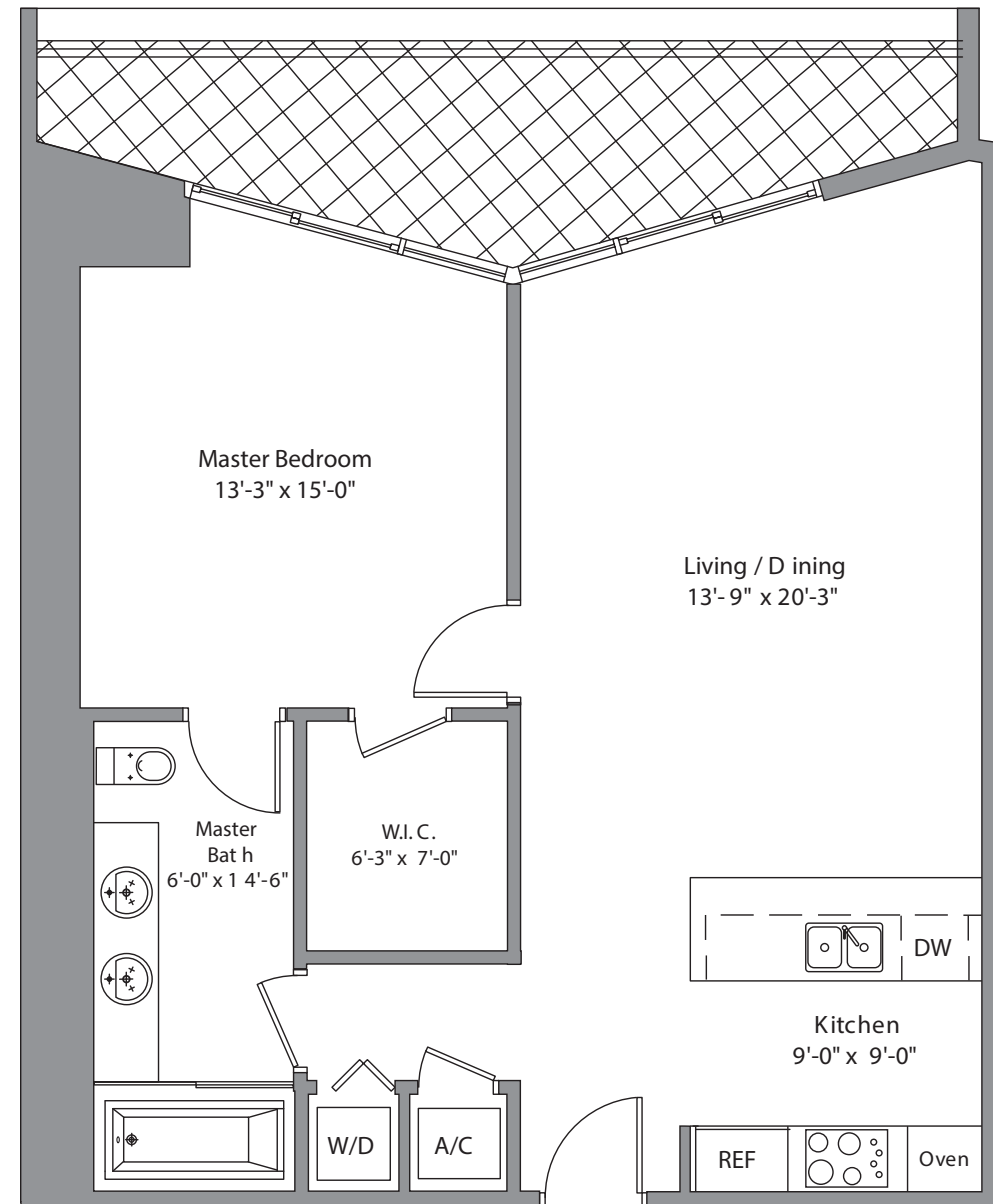 Master Bedroom
13'-3" x 15'-0"
Living / D ining
13'- 9" x 20'-3"
Master
Bat h
6'-0" x 1 4'-6"
W.I. C.
6'-3" x 7'-0"
DW
Kitchen
9'-0" x 9'-0"
W/D
A/C
REF
Oven